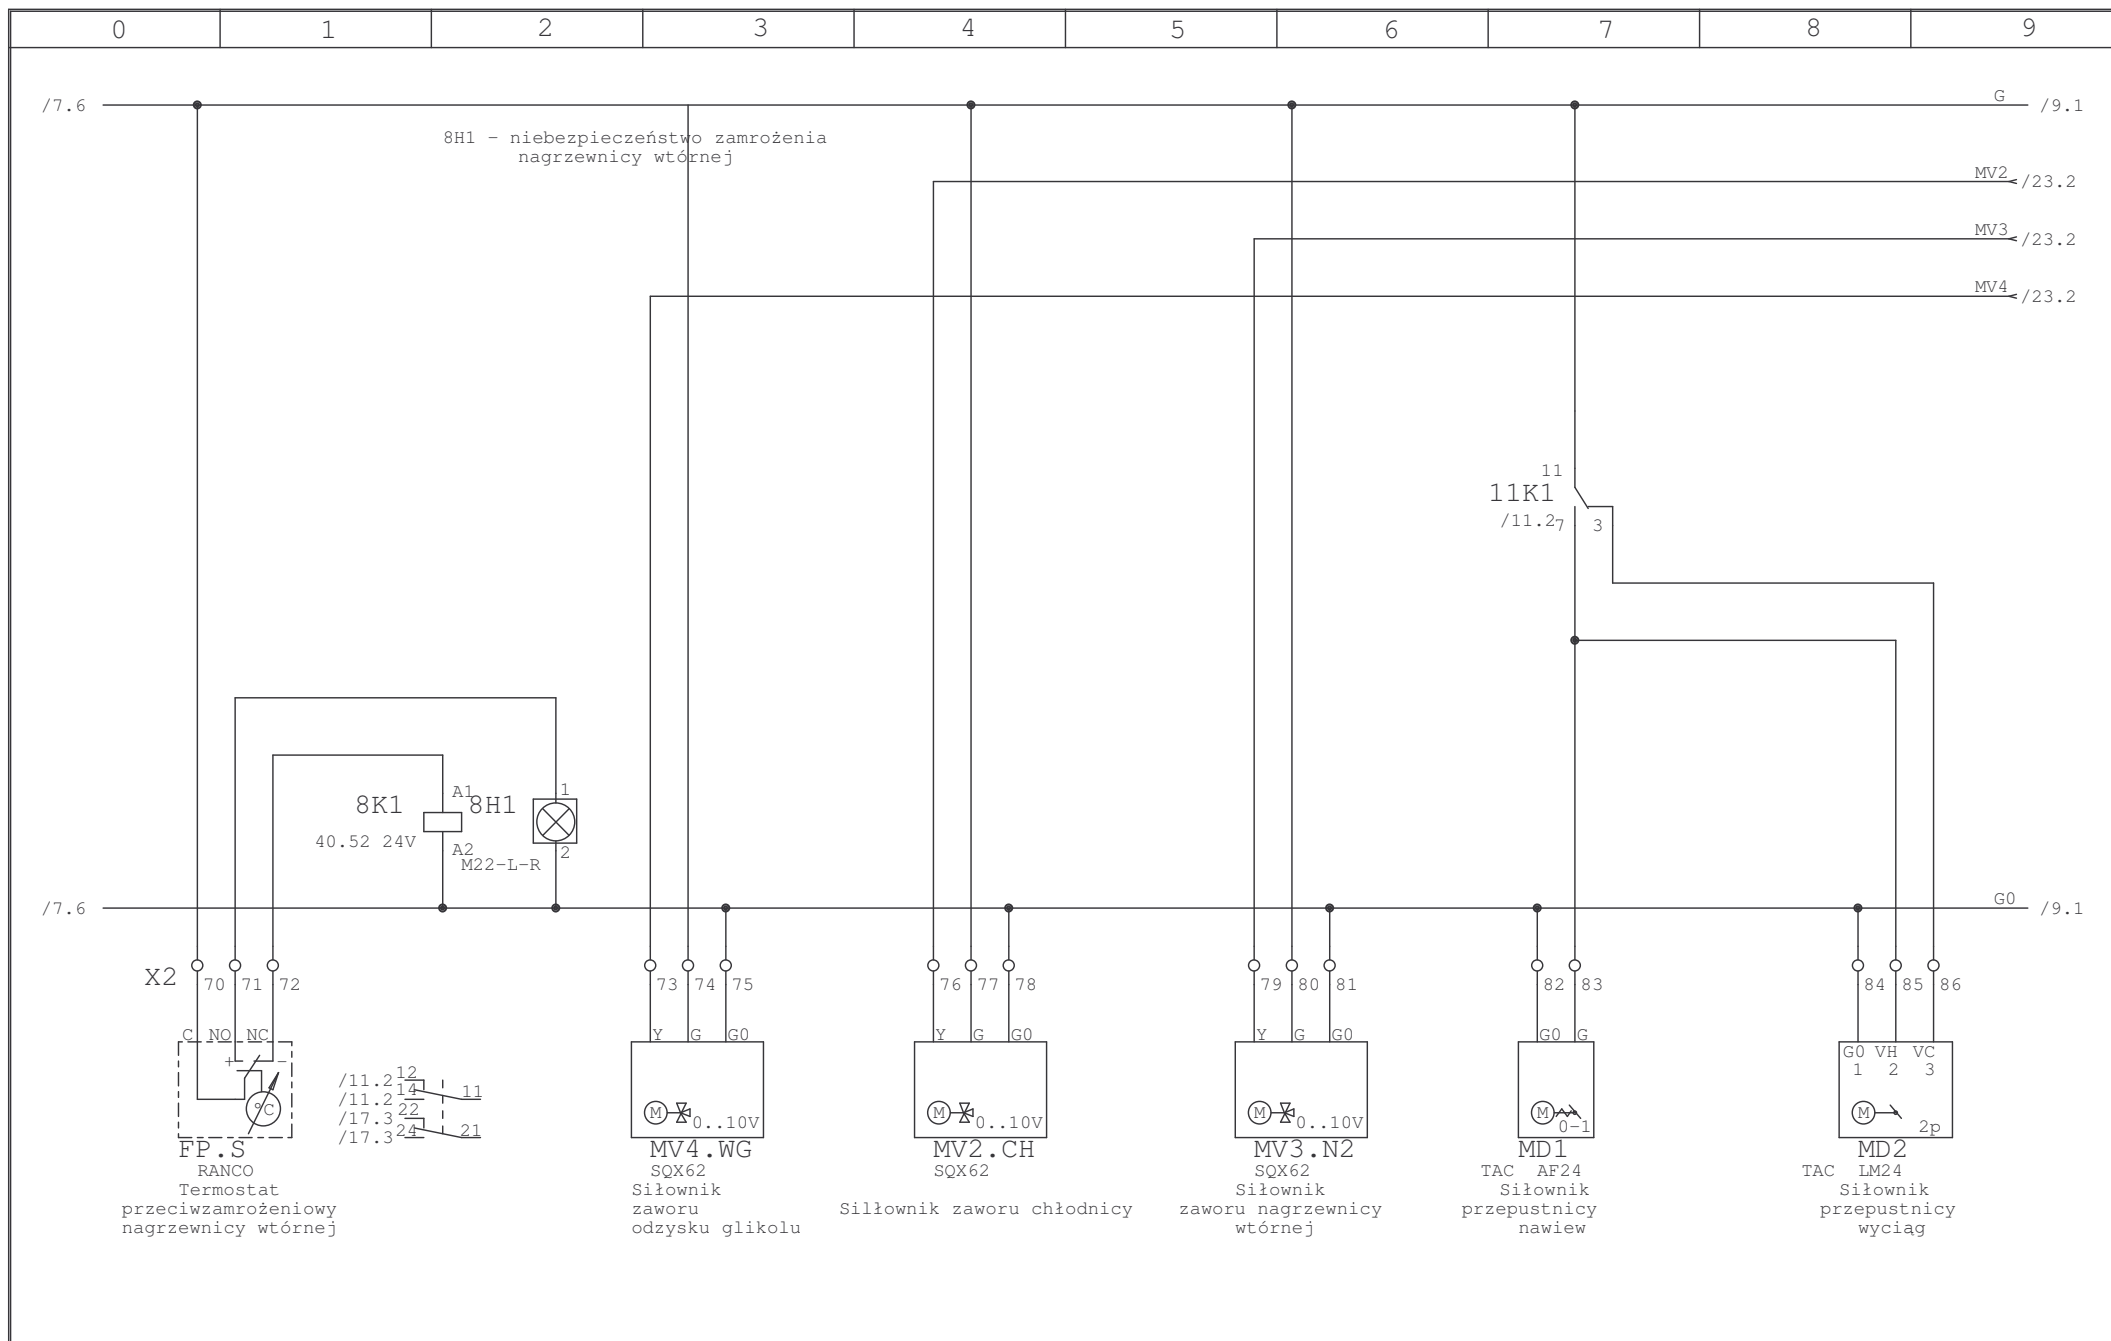 0 1 2 3 4 5 6 7 8 9
/7.6
G /9.1
8H1 - niebezpieczeństwo zamrożenia
nagrzewnicy wtórnej
MV2 /23.2
MV3 /23.2
MV4 /23.2
11
11K1
/11.2 7 3
8K1 A1 8H1 1
40.52 24V
A2 2
M22-L-R
/7.6
G0 /9.1
X2 70 71 72 73 74 75 76 77 78 79 80 81 82 83 84 85 86
C NO NC Y G G0 Y G G0 Y G G0 G0 G
+ -
G0 VH VC
1 2 3
°C
/11.2 12
/11.2 14 11
/17.3 22
/17.3 24 21
M 0..10V
M 0..10V
M 0..10V
M 0-1
M 2p
FP.S
RANCO
Termostat
przeciwzamrożeniowy
nagrzewnicy wtórnej
MV4.WG
SQX62
Siłownik
zaworu
odzysku glikolu
MV2.CH
SQX62
Silłownik zaworu chłodnicy
MV3.N2
SQX62
Siłownik
zaworu nagrzewnicy
wtórnej
MD1
TAC AF24
Siłownik
przepustnicy
nawiew
MD2
TAC LM24
Siłownik
przepustnicy
wyciąg